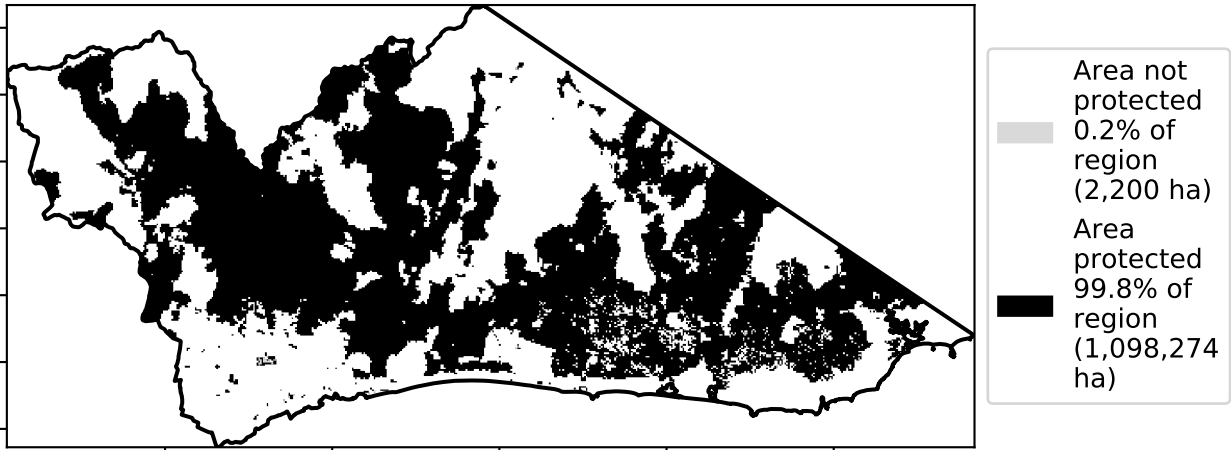 Area not
protected
0.2% of
region
(2,200 ha)
Area
protected
99.8% of
region
(1,098,274
ha)